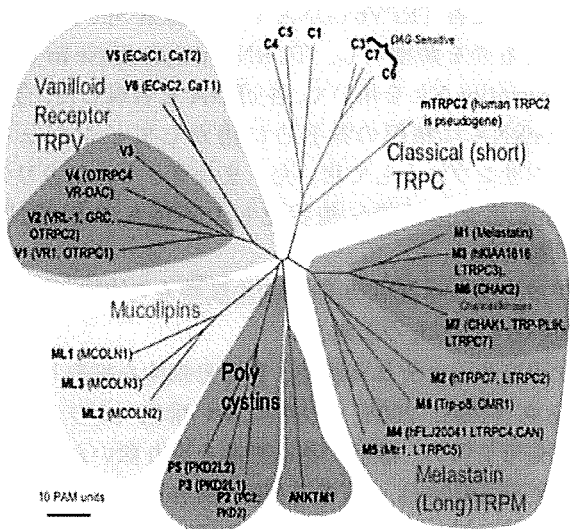 V5 (ECaC1, CaT2)
V6 (ECaC2, CaT1)
Vanilloid
Receptor
TRPV
V3
V4 (OTRPC4
VR-OAC)
V2 (VRL-1, GRC,
OTRPC2)
V1 (VR1, OTRPC1)
C4
C5
C1
C3
C7
C6
DAG-Sensitive
mTRPC2 (human TRPC2
is pseudogene)
Classical (short)
TRPC
M1 (Melastatin)
M3 (hKIAA1616
LTRPC3),
M6 (CHAK2)
M7 (CHAK1, TRP-PLIK,
LTRPC7)
M2 (hTRPC7, LTRPC2)
M8 (Trp-p8, CMR1)
M4 (hFLJ20041 LTRPC4,CAN)
M5 (Mtr1, LTRPC5)
Melastatin
(Long)TRPM
Mucolipins
ML1 (MCOLN1)
ML3 (MCOLN3)
ML2 (MCOLN2)
Poly
cystins
P5 (PKD2L2)
P3 (PKD2L1)
P2 (PC2,
PKD2)
ANKTM1
10 PAM units